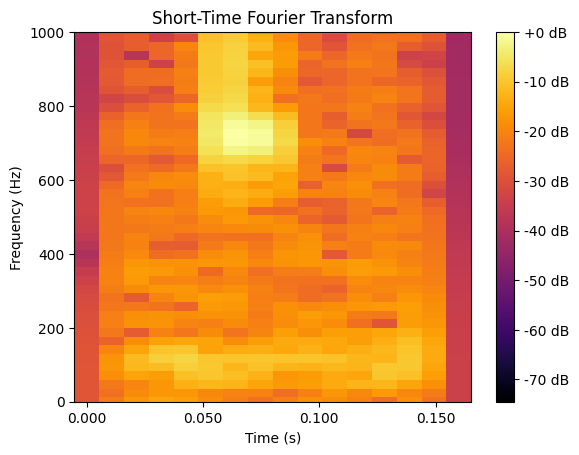 Short-Time Fourier Transform
1000
800
600
400
200
0
Frequency (Hz)
0.000
0.050
0.100
0.150
Time (s)
+0 dB
-10 dB
-20 dB
-30 dB
-40 dB
-50 dB
-60 dB
-70 dB